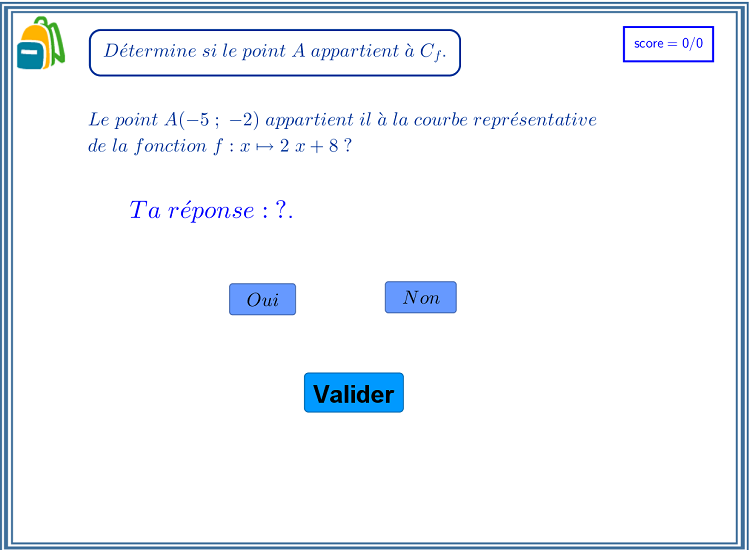 Détermine si le point A appartient à C_f.
score = 0/0
Le point A(−5 ; −2) appartient il à la courbe représentative
de la fonction f : x ↦ 2 x + 8 ?
Ta réponse : ?.
Oui
Non
Valider